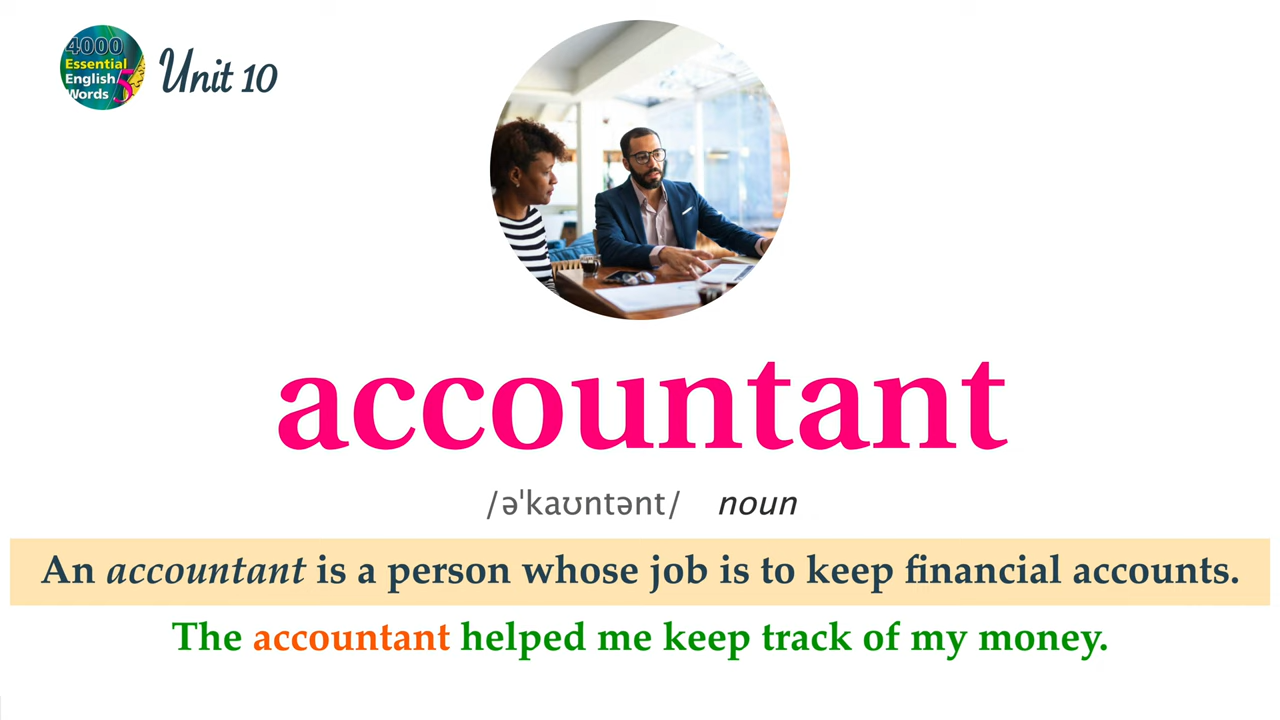 4000
Essential
English
Words 5
Unit 10
accountant
/əˈkaʊntənt/ noun
An accountant is a person whose job is to keep financial accounts.
The accountant helped me keep track of my money.